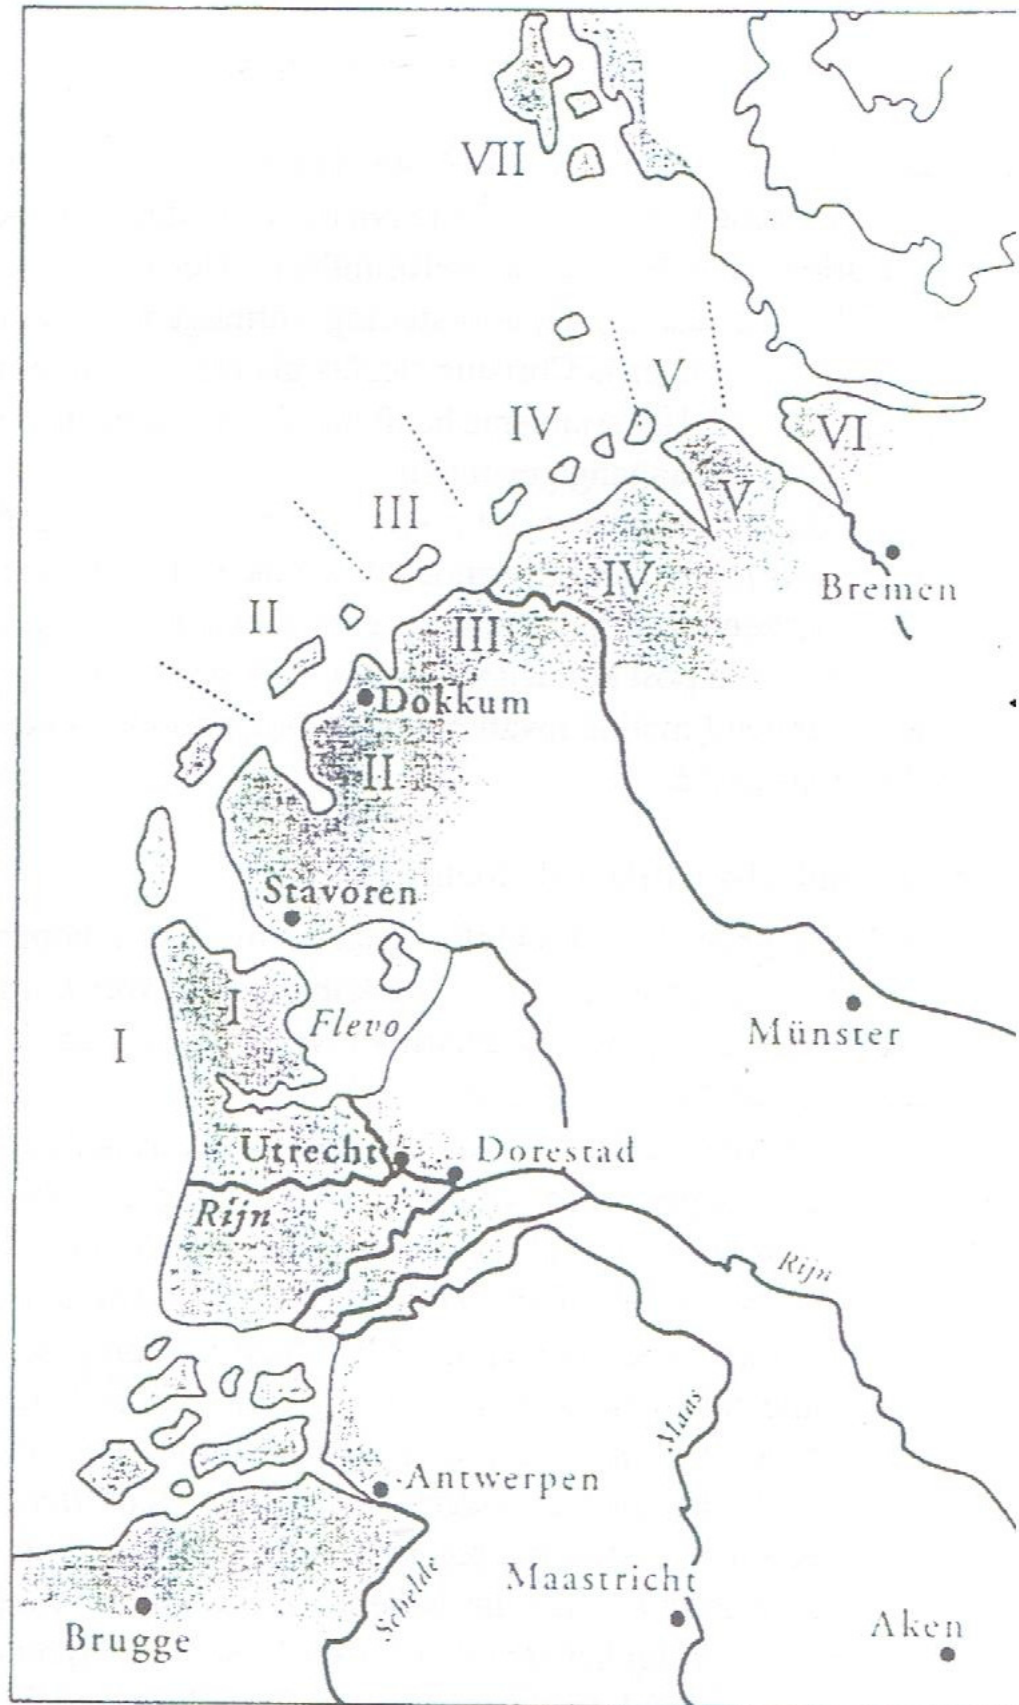 VII
V
IV
VI
III
V
IV
Bremen
II
III
Dokkum
II
Stavoren
I
I
Flevo
Münster
Utrecht
Dorestad
Rijn
Rijn
Maas
Antwerpen
Schelde
Maastricht
Brugge
Aken